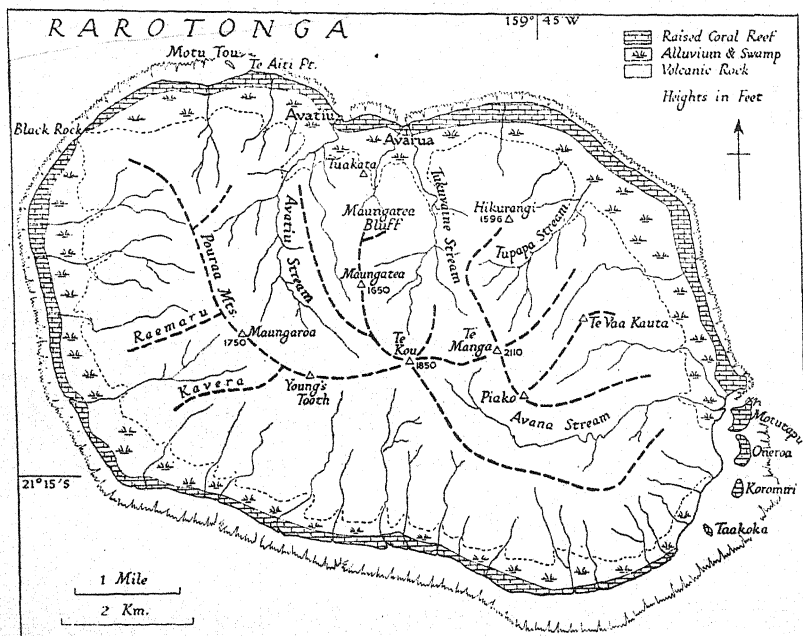 RAROTONGA
159° 45'W
Raised Coral Reef
Alluvium & Swamp
Volcanic Rock
Heights in Feet
Motu Tou
Te Aiti Pt.
Black Rock
Avatiu
Avarua
Tuakata
Takuvaine Stream
Maungaroa
Bluff
Hikurangi
1596
Tupapa Stream
Avatiu
Stream
Pouraa Mts.
Maungatea
1650
Raemaru
Maungaroa
1750
Te
Kou
1850
Te
Manga
2110
Te Vaa Kauta
Kavera
Young's
Tooth
Piako
Avana Stream
Motutapu
Oneroa
Koromiri
Taakoka
21°15'S
1 Mile
2 Km.